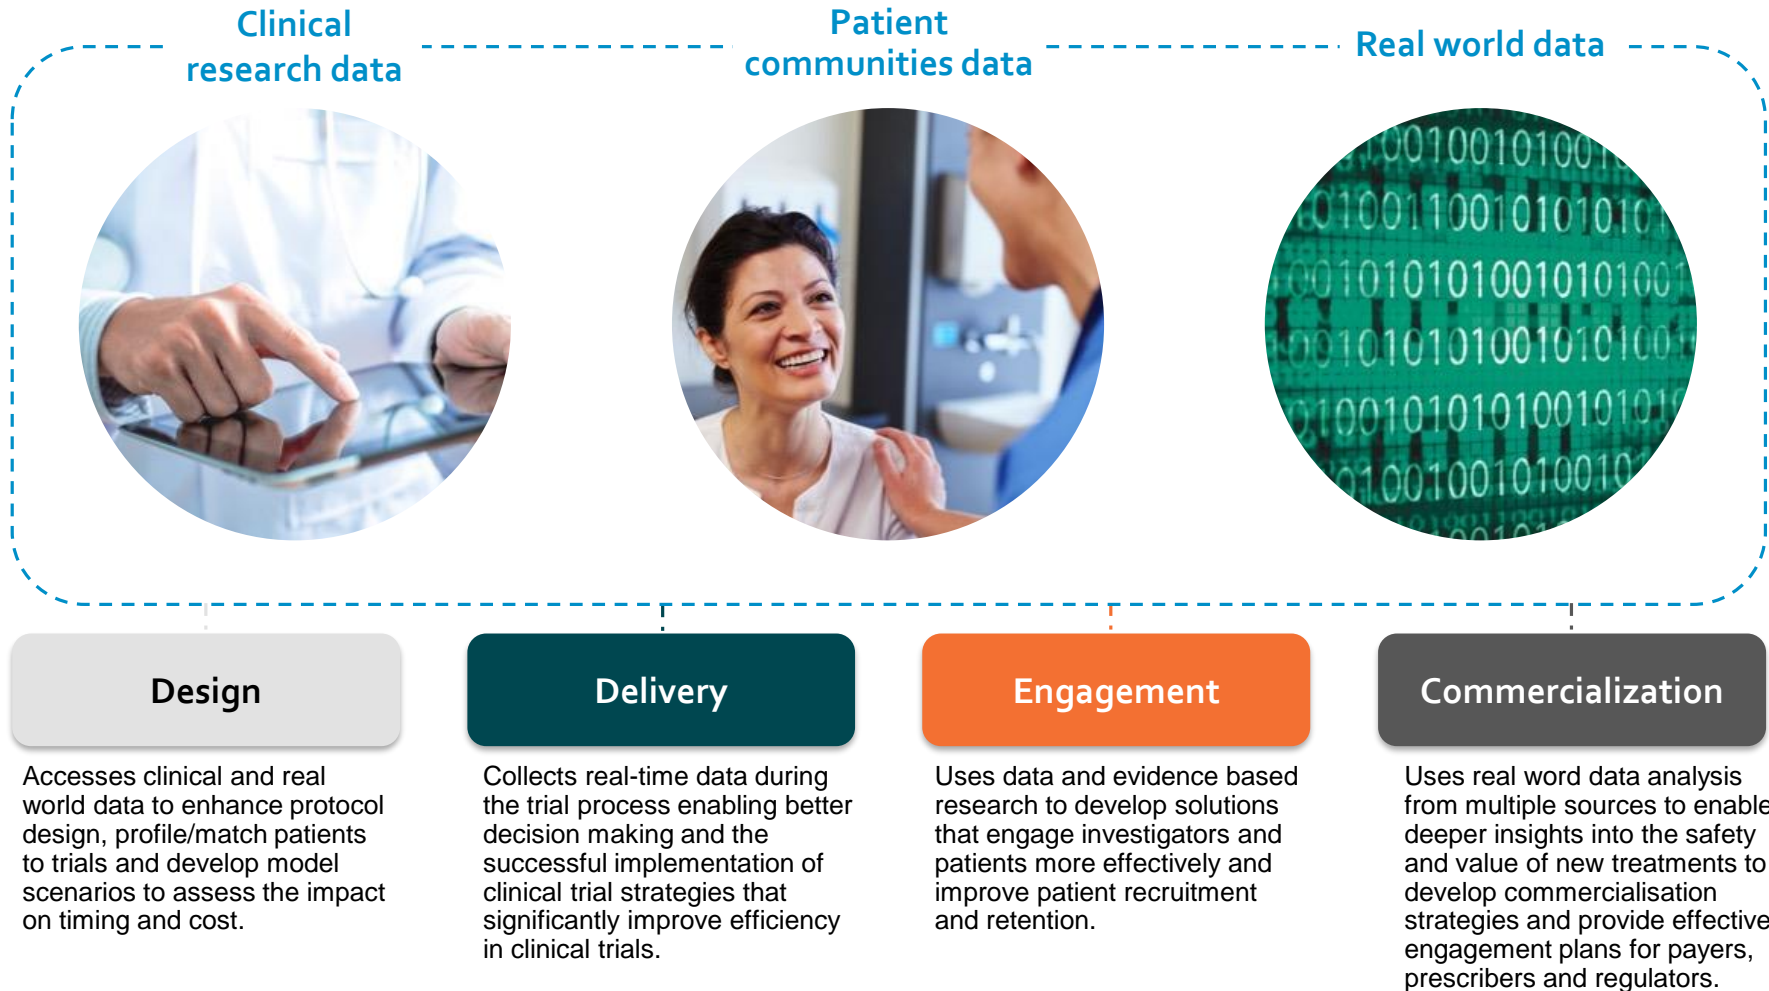 Clinical
research data
Patient
communities data
Real world data
Design
Accesses clinical and real
world data to enhance protocol
design, profile/match patients
to trials and develop model
scenarios to assess the impact
on timing and cost.
Delivery
Collects real-time data during
the trial process enabling better
decision making and the
successful implementation of
clinical trial strategies that
significantly improve efficiency
in clinical trials.
Engagement
Uses data and evidence based
research to develop solutions
that engage investigators and
patients more effectively and
improve patient recruitment
and retention.
Commercialization
Uses real word data analysis
from multiple sources to enable
deeper insights into the safety
and value of new treatments to
develop commercialisation
strategies and provide effective
engagement plans for payers,
prescribers and regulators.